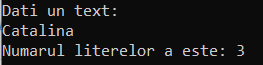 Dati un text:
Catalina
Numarul literelor a este: 3